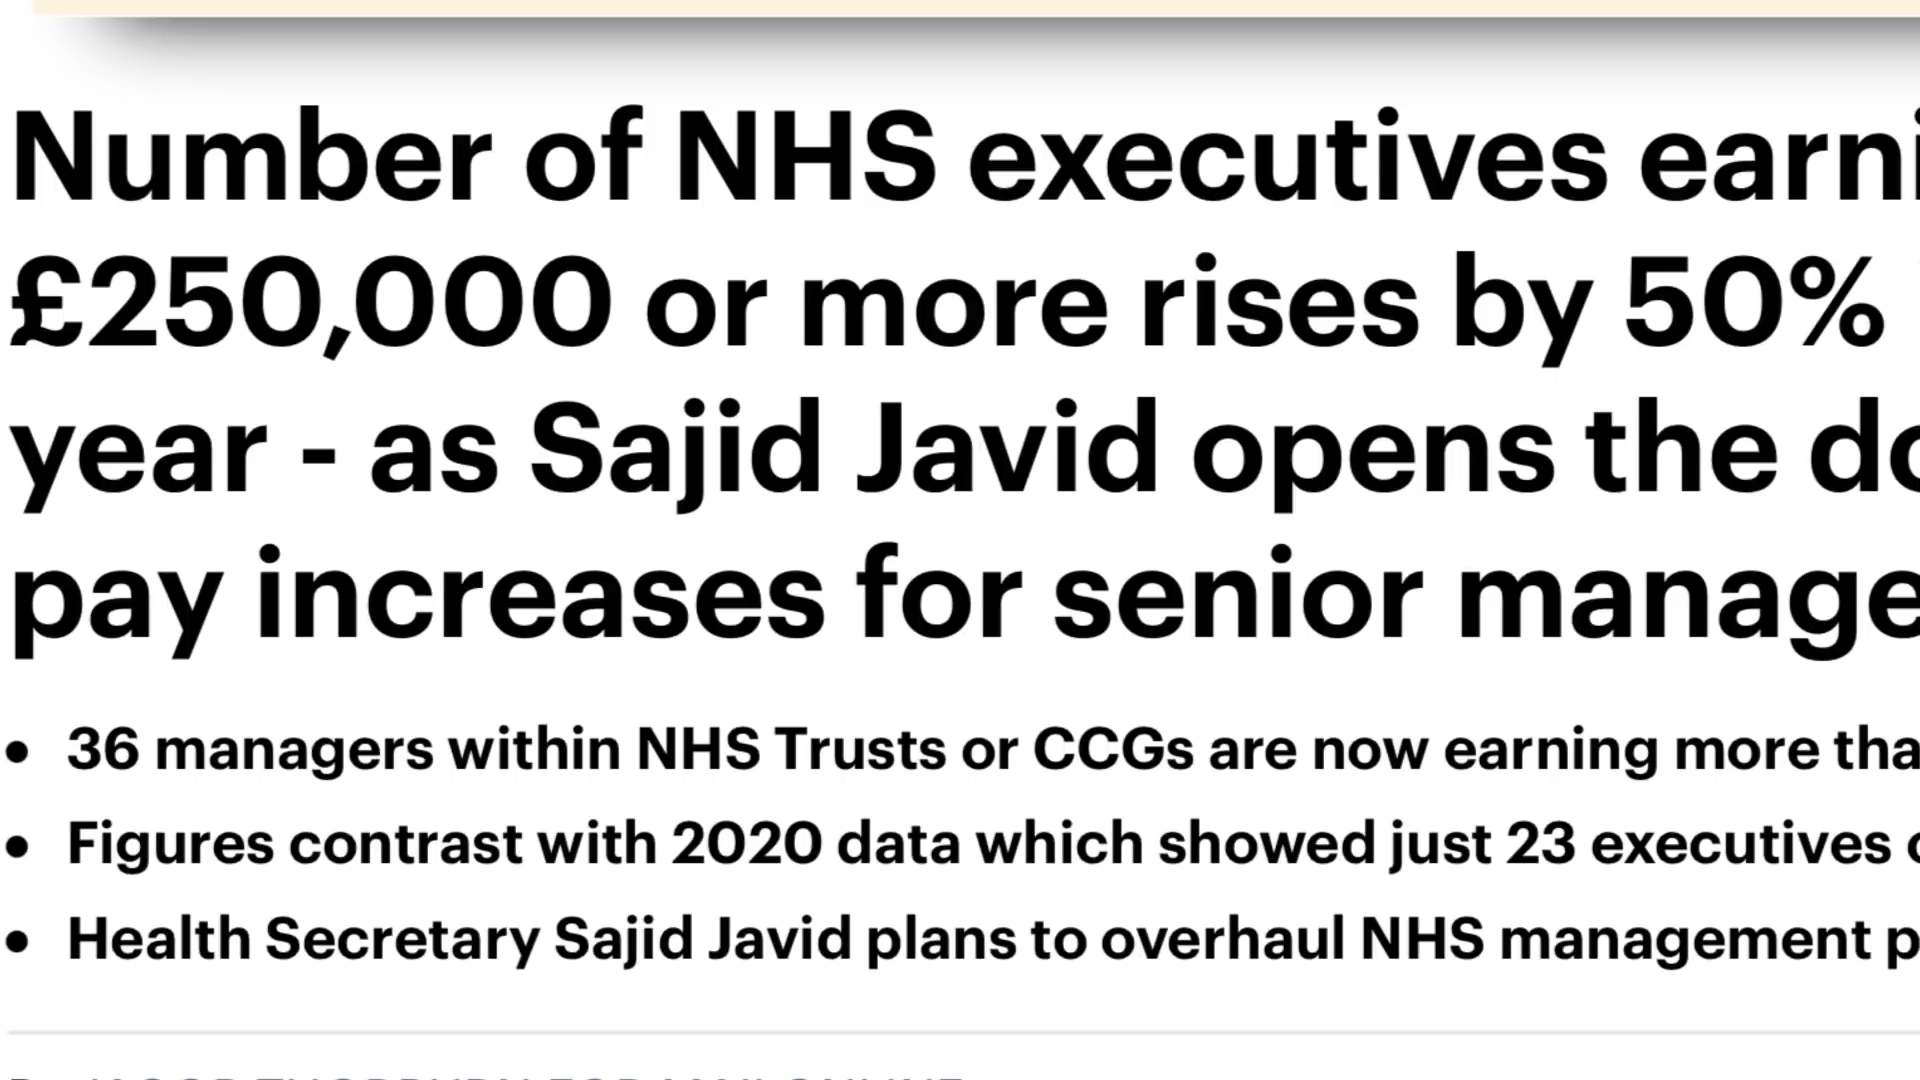 Number of NHS executives earni
£250,000 or more rises by 50%
year - as Sajid Javid opens the do
pay increases for senior manage
• 36 managers within NHS Trusts or CCGs are now earning more tha
• Figures contrast with 2020 data which showed just 23 executives
• Health Secretary Sajid Javid plans to overhaul NHS management p